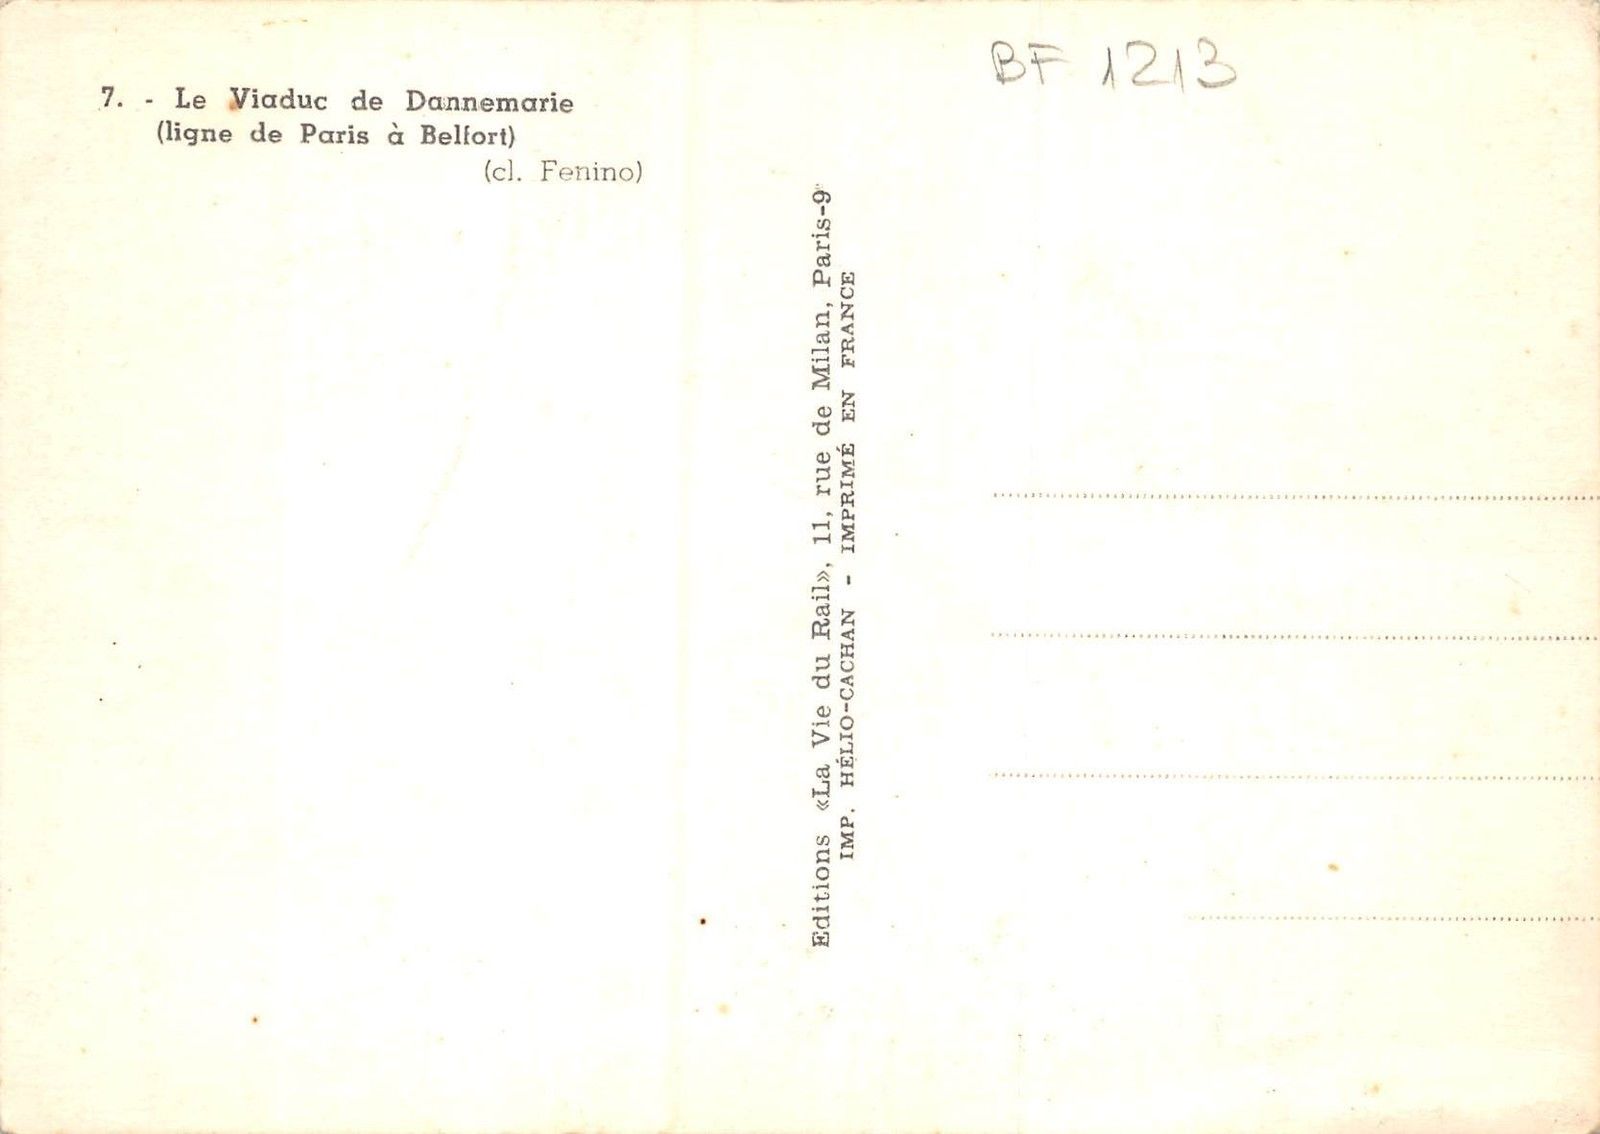 BF 1213
7. - Le Viaduc de Dannemarie
(ligne de Paris à Belfort)
(cl. Fenino)
Editions «La Vie du Rail», 11, rue de Milan, Paris-9e
IMP. HÉLIO-CACHAN - IMPRIMÉ EN FRANCE